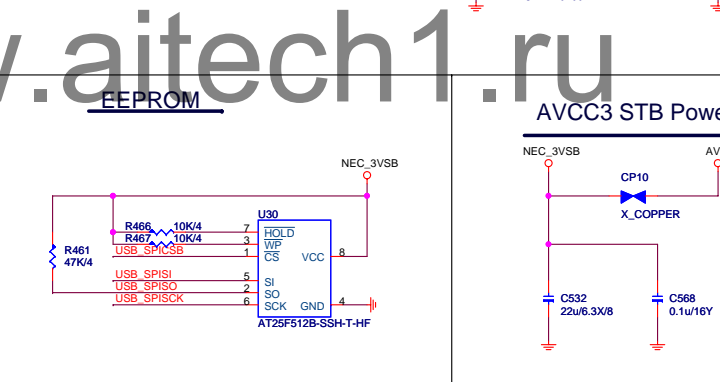 w.aitech1.ru
EEPROM
AVCC3 STB Powe
NEC_3VSB
NEC_3VSB
AV
CP10
X_COPPER
U30
R466 10K/4
R467 10K/4
R461
47K/4
USB_SPICSB
USB_SPISI
USB_SPISO
USB_SPISCK
7 HOLD
3 WP
1 CS VCC 8
5 SI
2 SO
6 SCK GND 4
AT25F512B-SSH-T-HF
C532
22u/6.3X/8
C568
0.1u/16Y